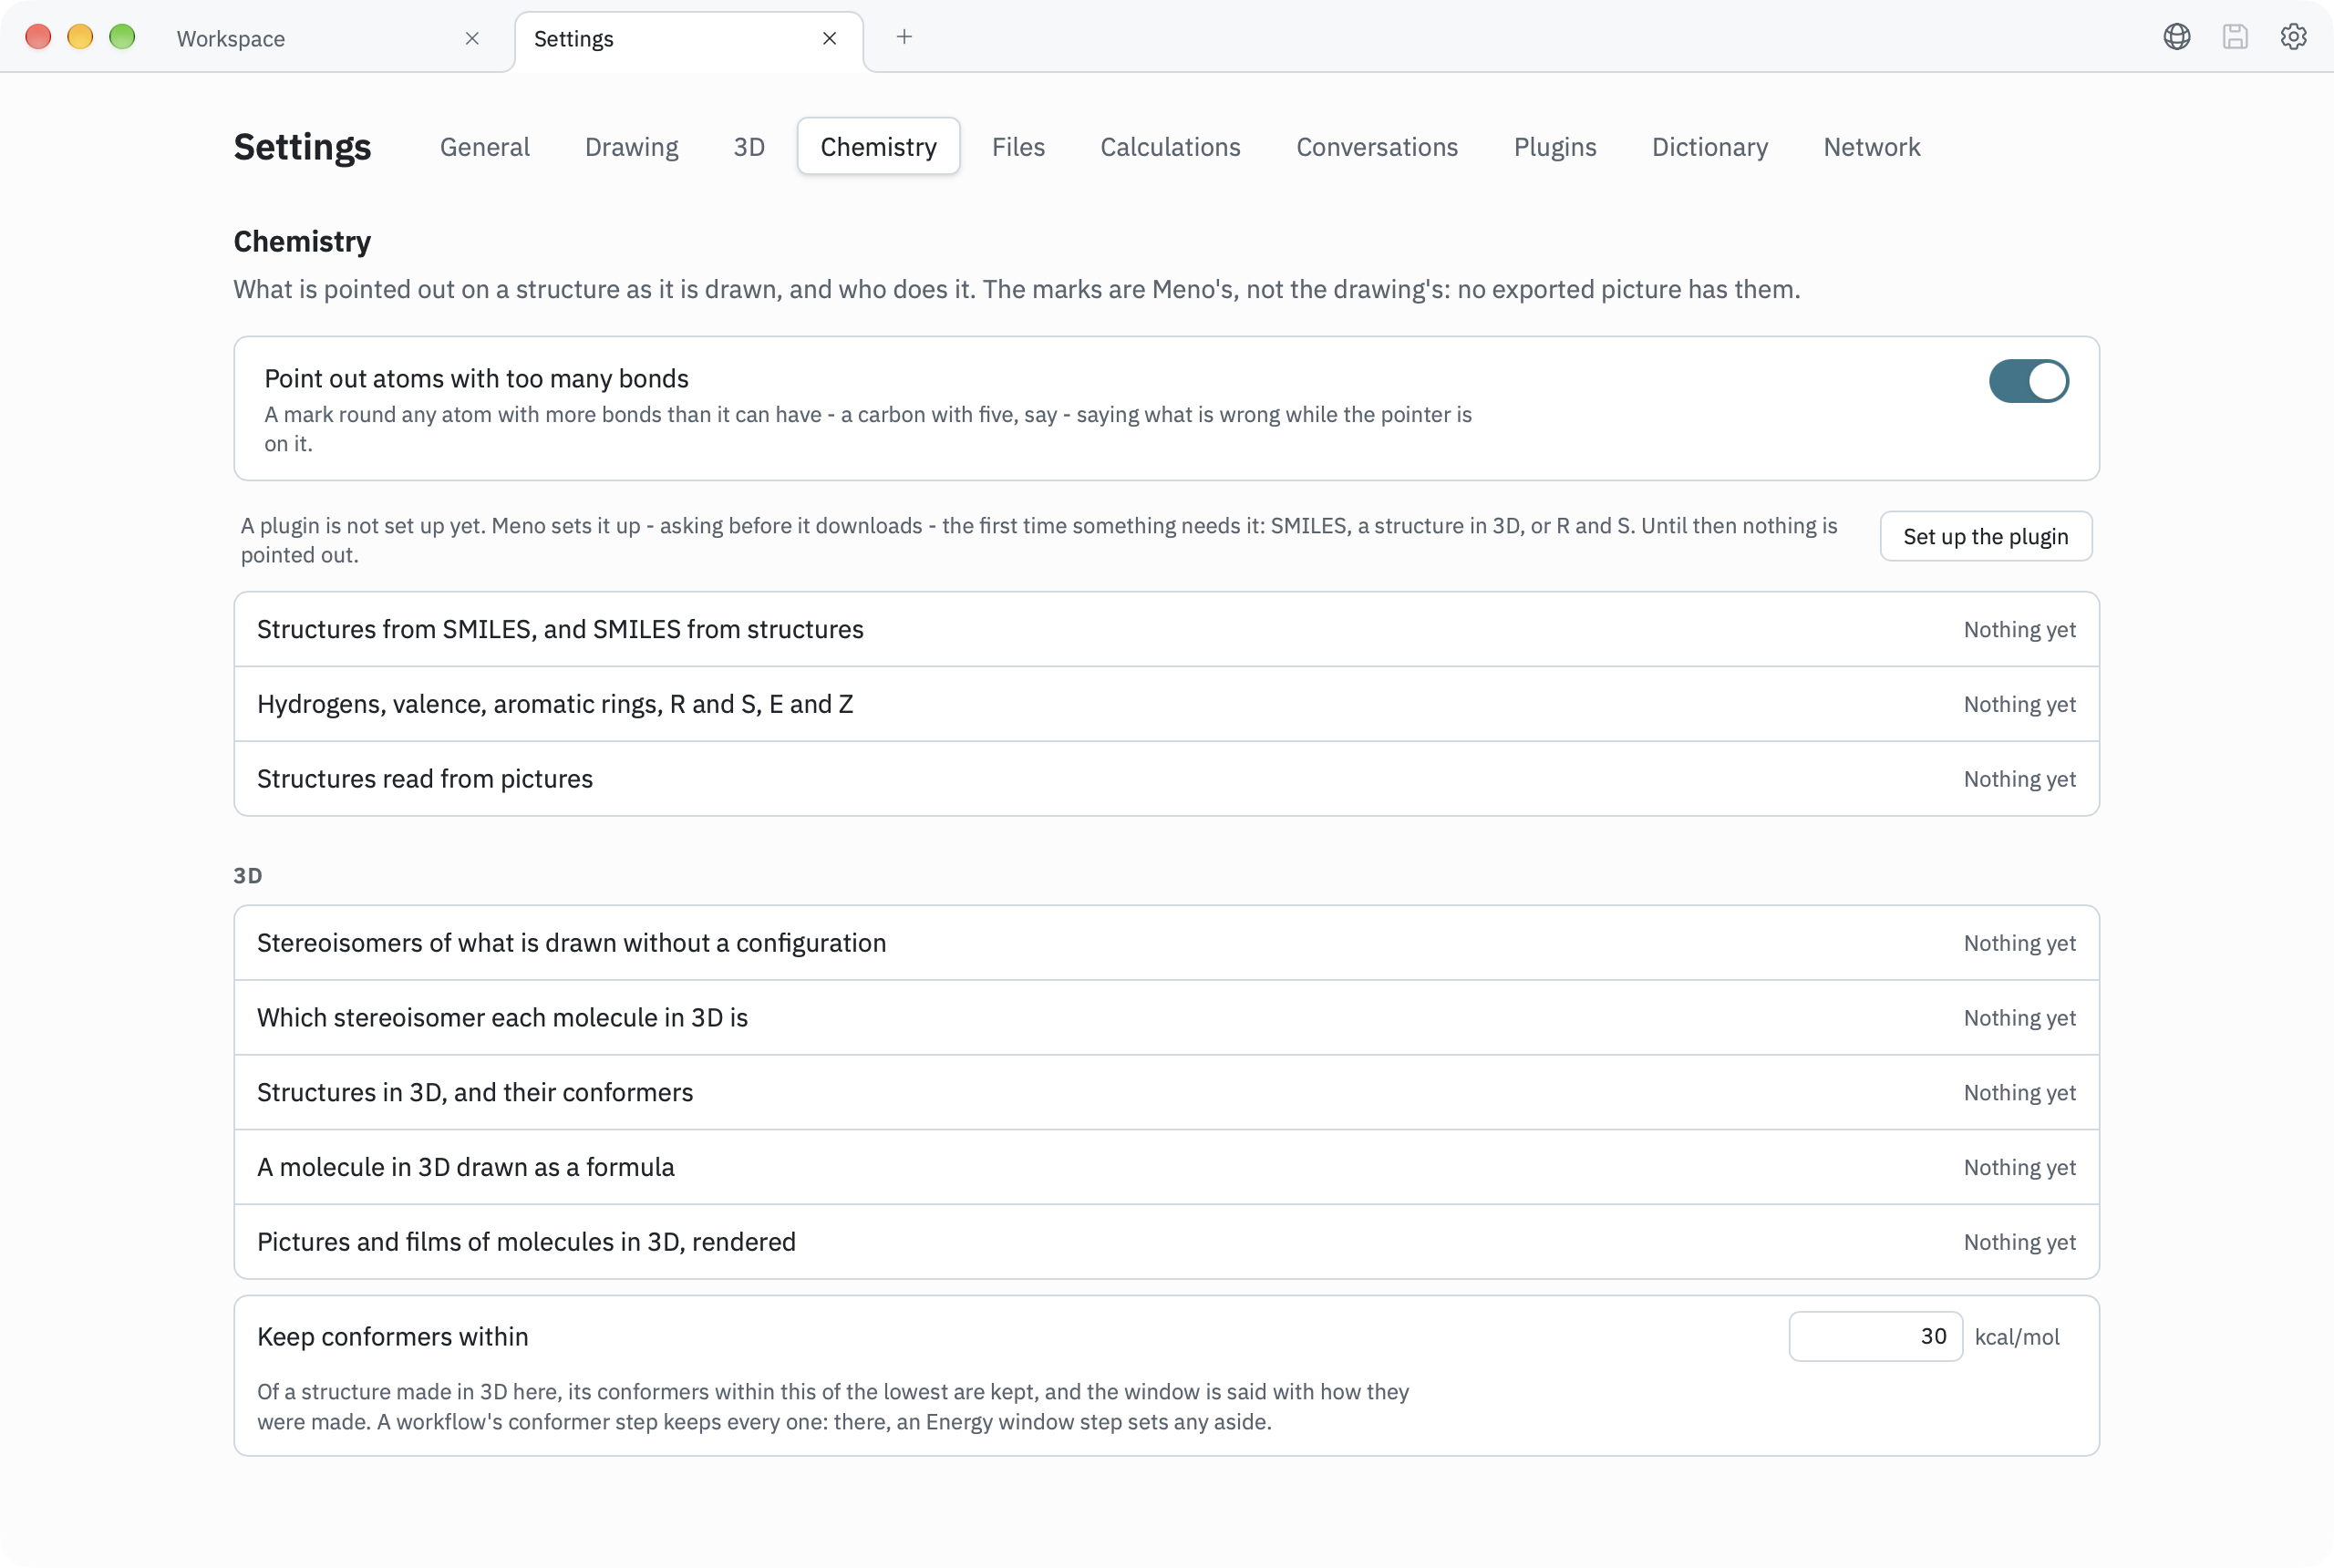 Workspace
Settings
Settings
General
Drawing
3D
Chemistry
Files
Calculations
Conversations
Plugins
Dictionary
Network
Chemistry
What is pointed out on a structure as it is drawn, and who does it. The marks are Meno's, not the drawing's: no exported picture has them.
Point out atoms with too many bonds
A mark round any atom with more bonds than it can have - a carbon with five, say - saying what is wrong while the pointer is
on it.
A plugin is not set up yet. Meno sets it up - asking before it downloads - the first time something needs it: SMILES, a structure in 3D, or R and S. Until then nothing is
pointed out.
Set up the plugin
Structures from SMILES, and SMILES from structures
Nothing yet
Hydrogens, valence, aromatic rings, R and S, E and Z
Nothing yet
Structures read from pictures
Nothing yet
3D
Stereoisomers of what is drawn without a configuration
Nothing yet
Which stereoisomer each molecule in 3D is
Nothing yet
Structures in 3D, and their conformers
Nothing yet
A molecule in 3D drawn as a formula
Nothing yet
Pictures and films of molecules in 3D, rendered
Nothing yet
Keep conformers within
30 kcal/mol
Of a structure made in 3D here, its conformers within this of the lowest are kept, and the window is said with how they
were made. A workflow's conformer step keeps every one: there, an Energy window step sets any aside.